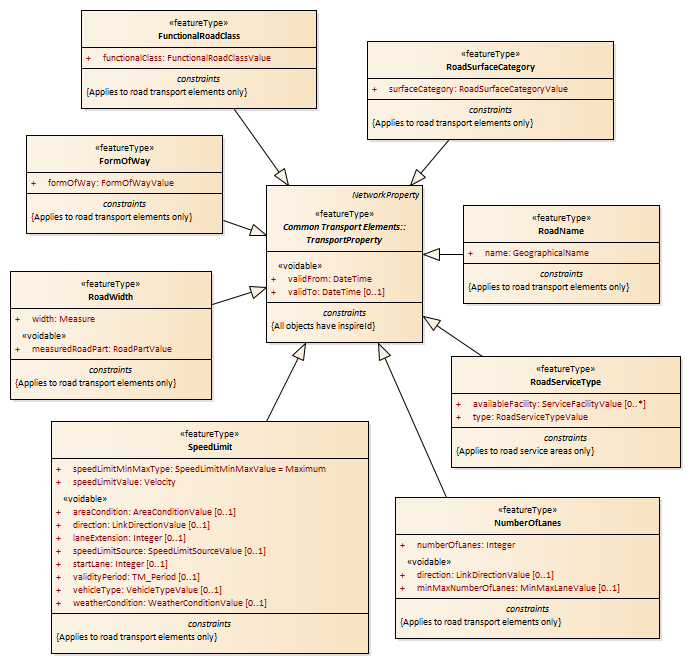 «featureType»
FunctionalRoadClass
+ functionalClass: FunctionalRoadClassValue
constraints
{Applies to road transport elements only}
«featureType»
RoadSurfaceCategory
+ surfaceCategory: RoadSurfaceCategoryValue
constraints
{Applies to road transport elements only}
«featureType»
FormOfWay
+ formOfWay: FormOfWayValue
constraints
{Applies to road transport elements only}
NetworkProperty
«featureType»
Common Transport Elements::
TransportProperty
«voidable»
+ validFrom: DateTime
+ validTo: DateTime [0..1]
constraints
{All objects have inspireId}
«featureType»
RoadName
+ name: GeographicalName
constraints
{Applies to road transport elements only}
«featureType»
RoadWidth
+ width: Measure
«voidable»
+ measuredRoadPart: RoadPartValue
constraints
{Applies to road transport elements only}
«featureType»
RoadServiceType
+ availableFacility: ServiceFacilityValue [0..*]
+ type: RoadServiceTypeValue
constraints
{Applies to road service areas only}
«featureType»
SpeedLimit
+ speedLimitMinMaxType: SpeedLimitMinMaxValue = Maximum
+ speedLimitValue: Velocity
«voidable»
+ areaCondition: AreaConditionValue [0..1]
+ direction: LinkDirectionValue [0..1]
+ laneExtension: Integer [0..1]
+ speedLimitSource: SpeedLimitSourceValue [0..1]
+ startLane: Integer [0..1]
+ validityPeriod: TM_Period [0..1]
+ vehicleType: VehicleTypeValue [0..1]
+ weatherCondition: WeatherConditionValue [0..1]
constraints
{Applies to road transport elements only}
«featureType»
NumberOfLanes
+ numberOfLanes: Integer
«voidable»
+ direction: LinkDirectionValue [0..1]
+ minMaxNumberOfLanes: MinMaxLaneValue [0..1]
constraints
{Applies to road transport elements only}